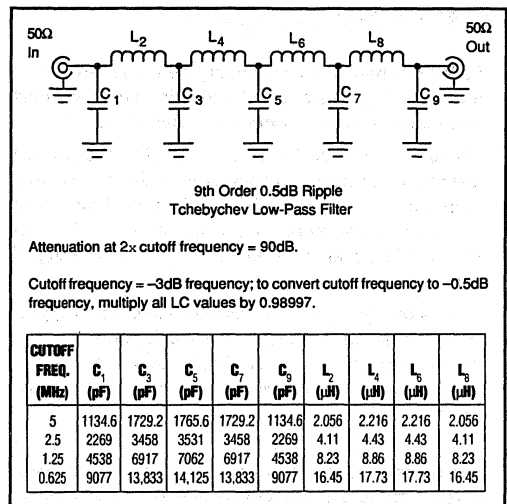 50Ω In L2 L4 L6 L8 50Ω Out
C1 C3 C5 C7 C9
9th Order 0.5dB Ripple
Tchebychev Low-Pass Filter
Attenuation at 2x cutoff frequency = 90dB.
Cutoff frequency = –3dB frequency; to convert cutoff frequency to –0.5dB
frequency, multiply all LC values by 0.98997.
CUTOFF FREQ. (MHz) C1 (pF) C3 (pF) C5 (pF) C7 (pF) C9 (pF) L2 (μH) L4 (μH) L6 (μH) L8 (μH)
5 1134.6 1729.2 1765.6 1729.2 1134.6 2.056 2.216 2.216 2.056
2.5 2269 3458 3531 3458 2269 4.11 4.43 4.43 4.11
1.25 4538 6917 7062 6917 4538 8.23 8.86 8.86 8.23
0.625 9077 13,833 14,125 13,833 9077 16.45 17.73 17.73 16.45